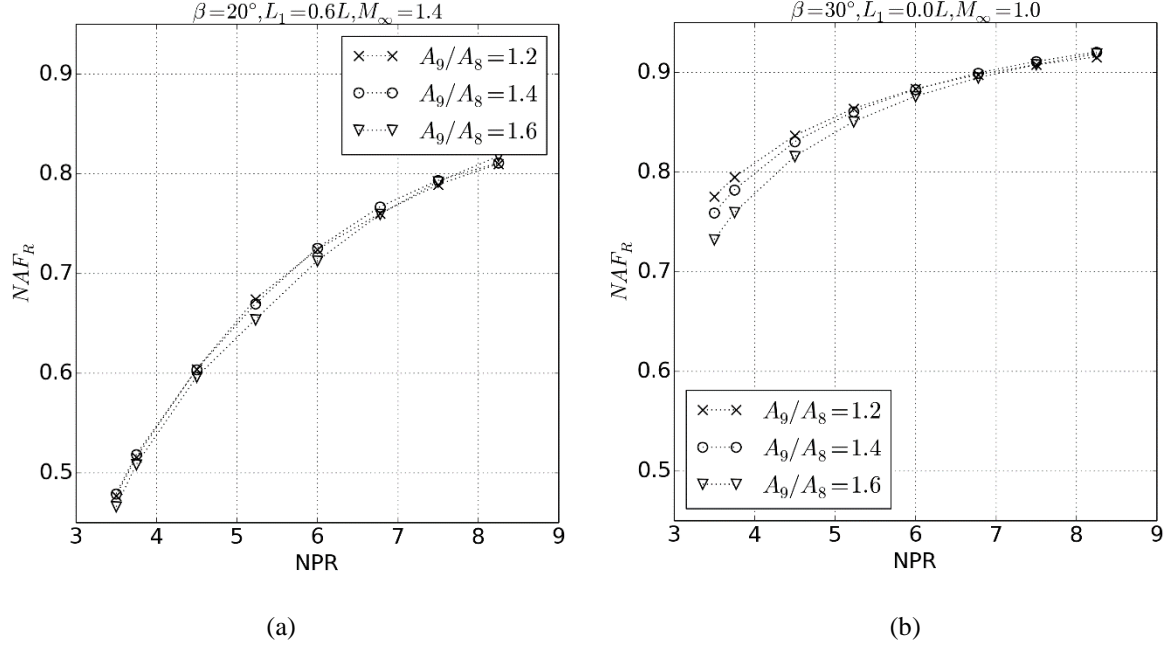 β=20°,L₁=0.6L,M∞=1.4
A₉/A₈=1.2
A₉/A₈=1.4
A₉/A₈=1.6
0.9
0.8
0.7
0.6
0.5
NAF_R
3 4 5 6 7 8 9
NPR
(a)
β=30°,L₁=0.0L,M∞=1.0
0.9
0.8
0.7
0.6
0.5
NAF_R
A₉/A₈=1.2
A₉/A₈=1.4
A₉/A₈=1.6
3 4 5 6 7 8 9
NPR
(b)